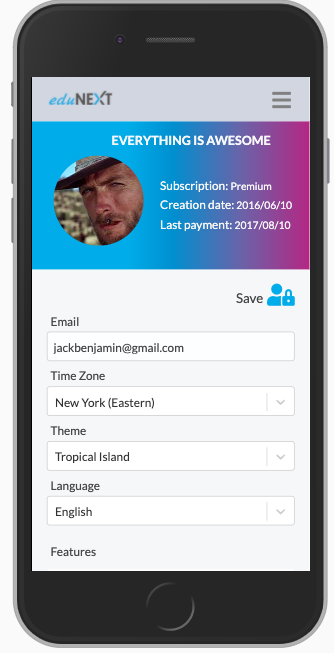 eduNEXT
EVERYTHING IS AWESOME
Subscription: Premium
Creation date: 2016/06/10
Last payment: 2017/08/10
Save
Email
jackbenjamin@gmail.com
Time Zone
New York (Eastern)
Theme
Tropical Island
Language
English
Features